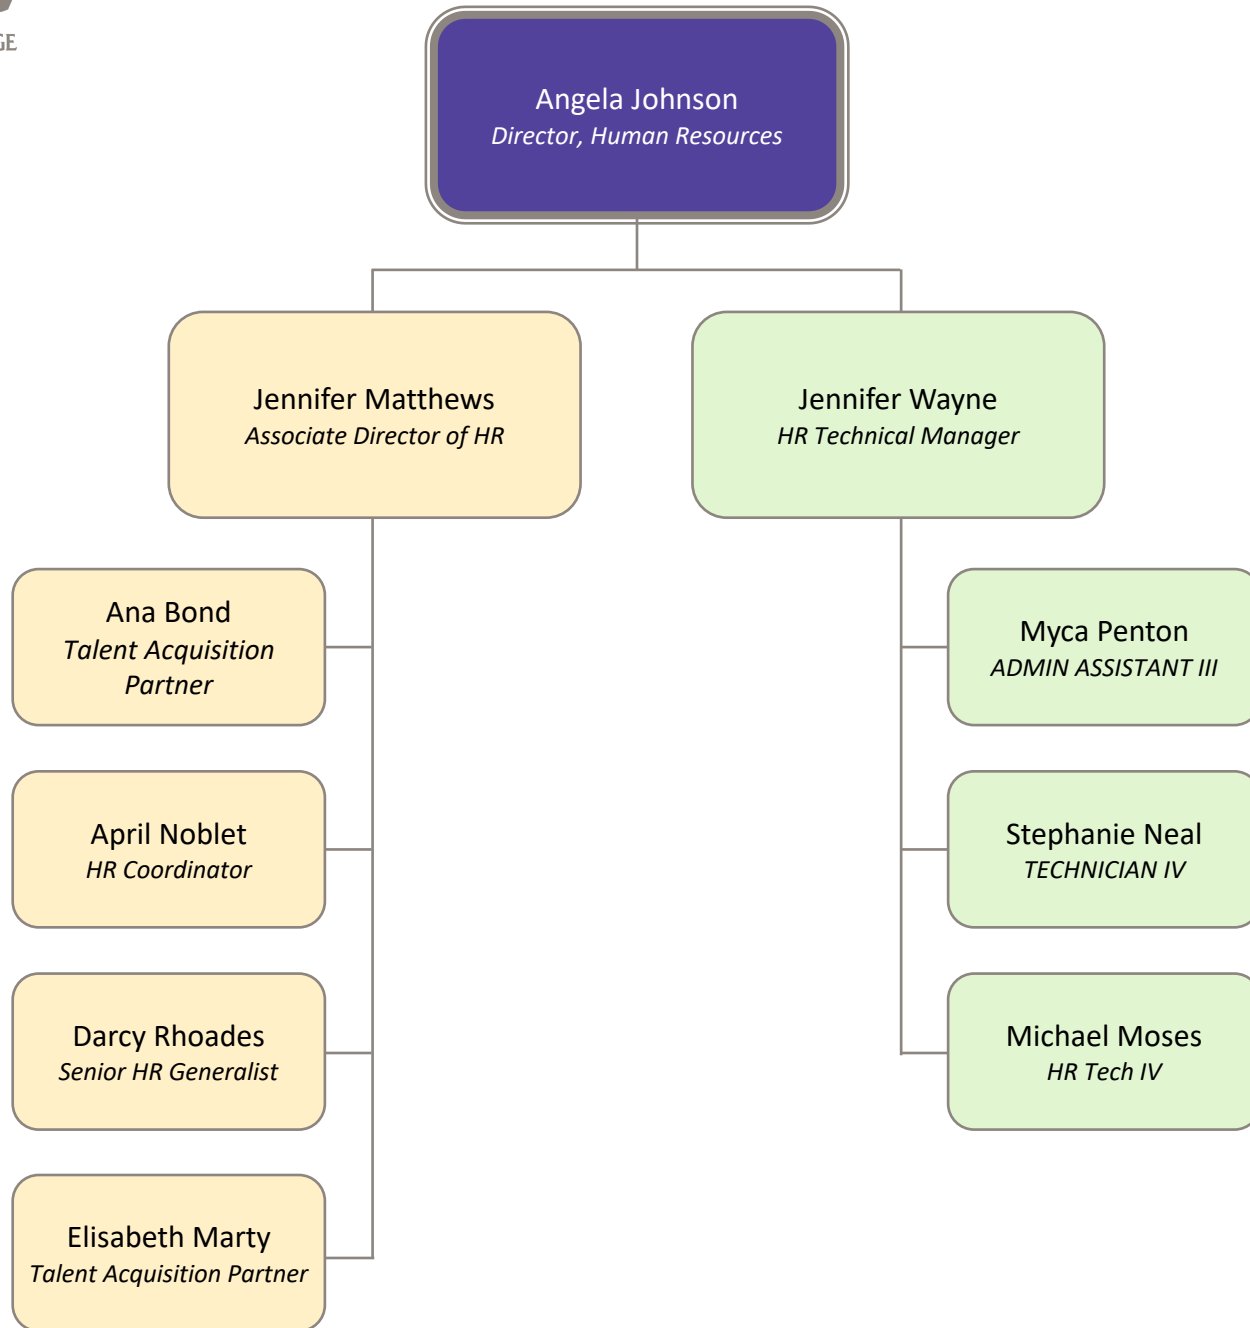 Angela Johnson
Director, Human Resources
Jennifer Matthews
Associate Director of HR
Jennifer Wayne
HR Technical Manager
Ana Bond
Talent Acquisition
Partner
Myca Penton
ADMIN ASSISTANT III
April Noblet
HR Coordinator
Stephanie Neal
TECHNICIAN IV
Darcy Rhoades
Senior HR Generalist
Michael Moses
HR Tech IV
Elisabeth Marty
Talent Acquisition Partner